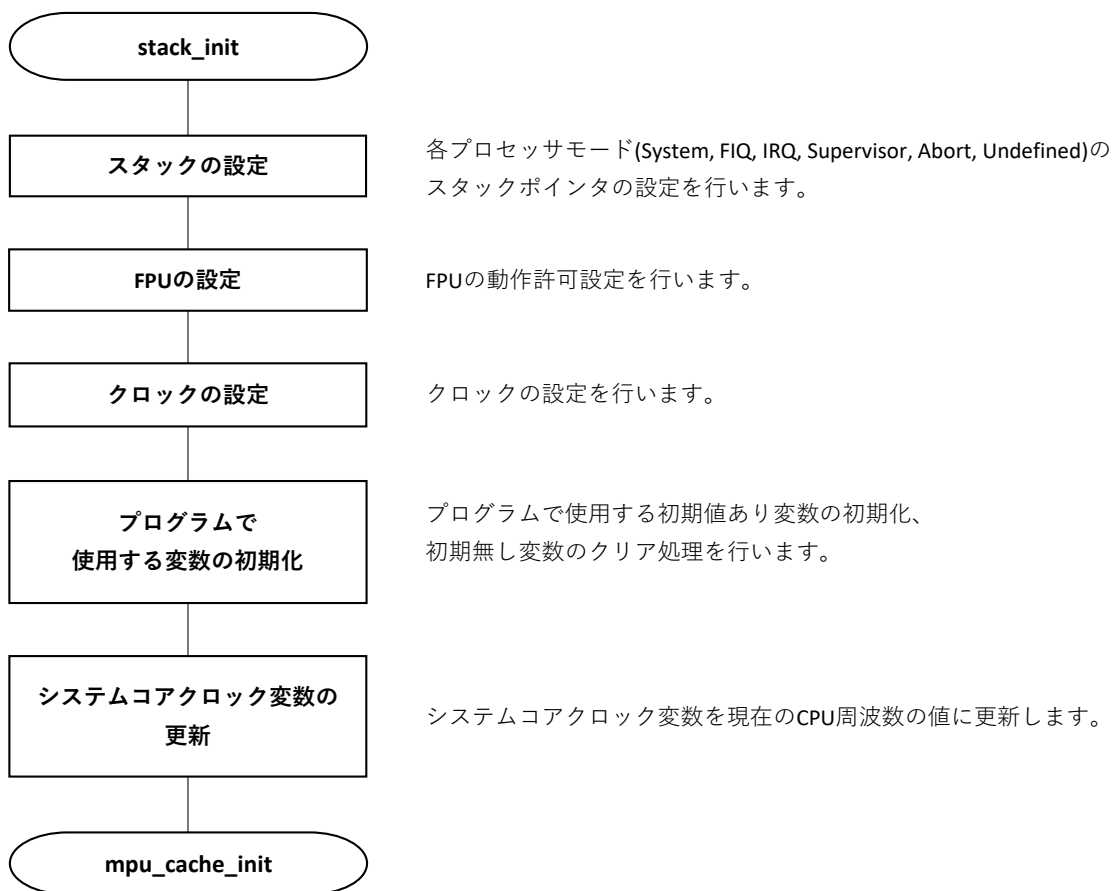 stack_init
スタックの設定
各プロセッサモード(System, FIQ, IRQ, Supervisor, Abort, Undefined)の
スタックポインタの設定を行います。
FPUの設定
FPUの動作許可設定を行います。
クロックの設定
クロックの設定を行います。
プログラムで
使用する変数の初期化
プログラムで使用する初期値あり変数の初期化、
初期無し変数のクリア処理を行います。
システムコアクロック変数の
更新
システムコアクロック変数を現在のCPU周波数の値に更新します。
mpu_cache_init